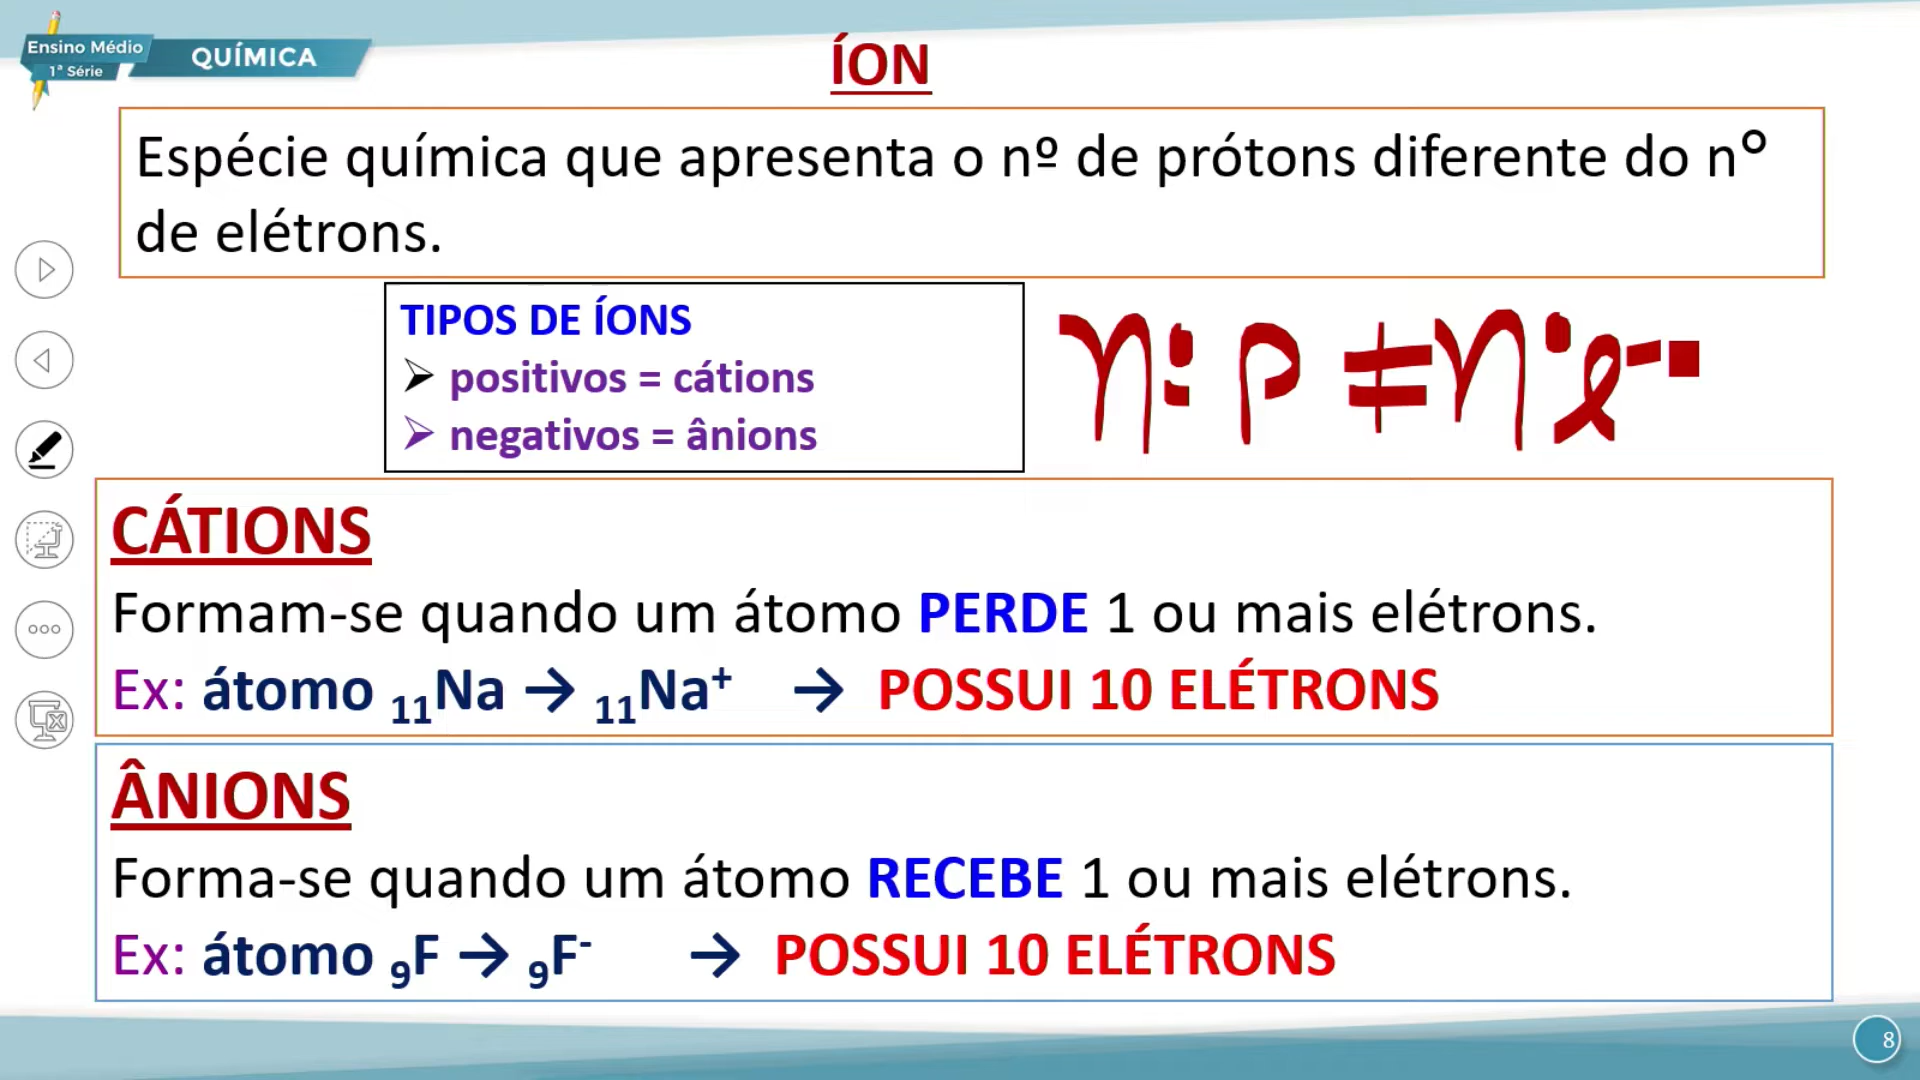 Ensino Médio
1ª Série
QUÍMICA
ÍON
Espécie química que apresenta o nº de prótons diferente do n°
de elétrons.
TIPOS DE ÍONS
➢ positivos = cátions
➢ negativos = ânions
nº p ≠ nº e-
CÁTIONS
Formam-se quando um átomo PERDE 1 ou mais elétrons.
Ex: átomo ₁₁Na → ₁₁Na⁺ → POSSUI 10 ELÉTRONS
ÂNIONS
Forma-se quando um átomo RECEBE 1 ou mais elétrons.
Ex: átomo ₉F → ₉F⁻ → POSSUI 10 ELÉTRONS
8